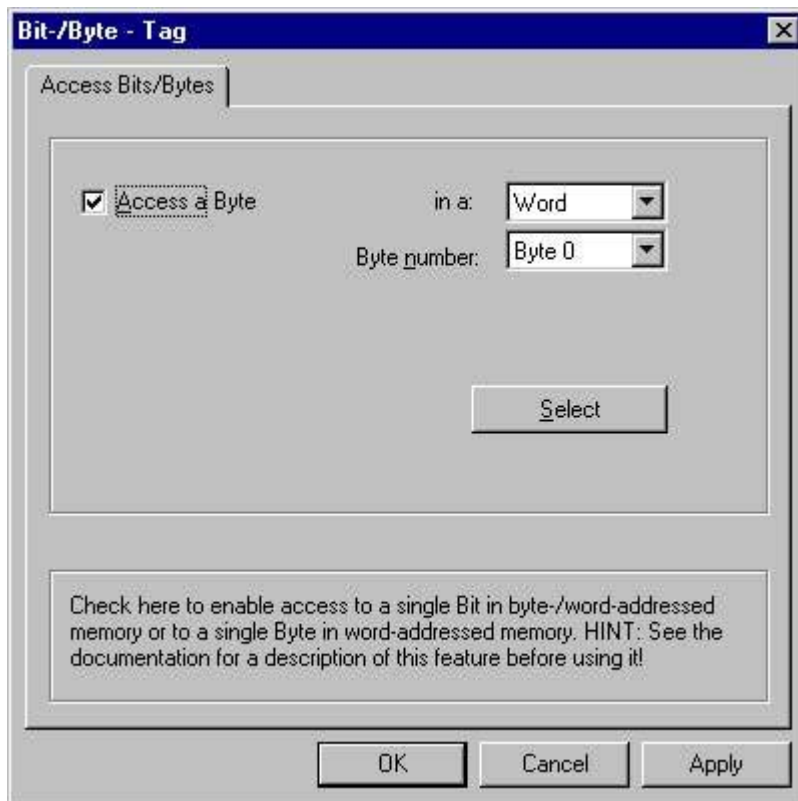 Bit-/Byte - Tag
Access Bits/Bytes
Access a Byte in a: Word
Byte number: Byte 0
Select
Check here to enable access to a single Bit in byte-/word-addressed
memory or to a single Byte in word-addressed memory. HINT: See the
documentation for a description of this feature before using it!
OK Cancel Apply